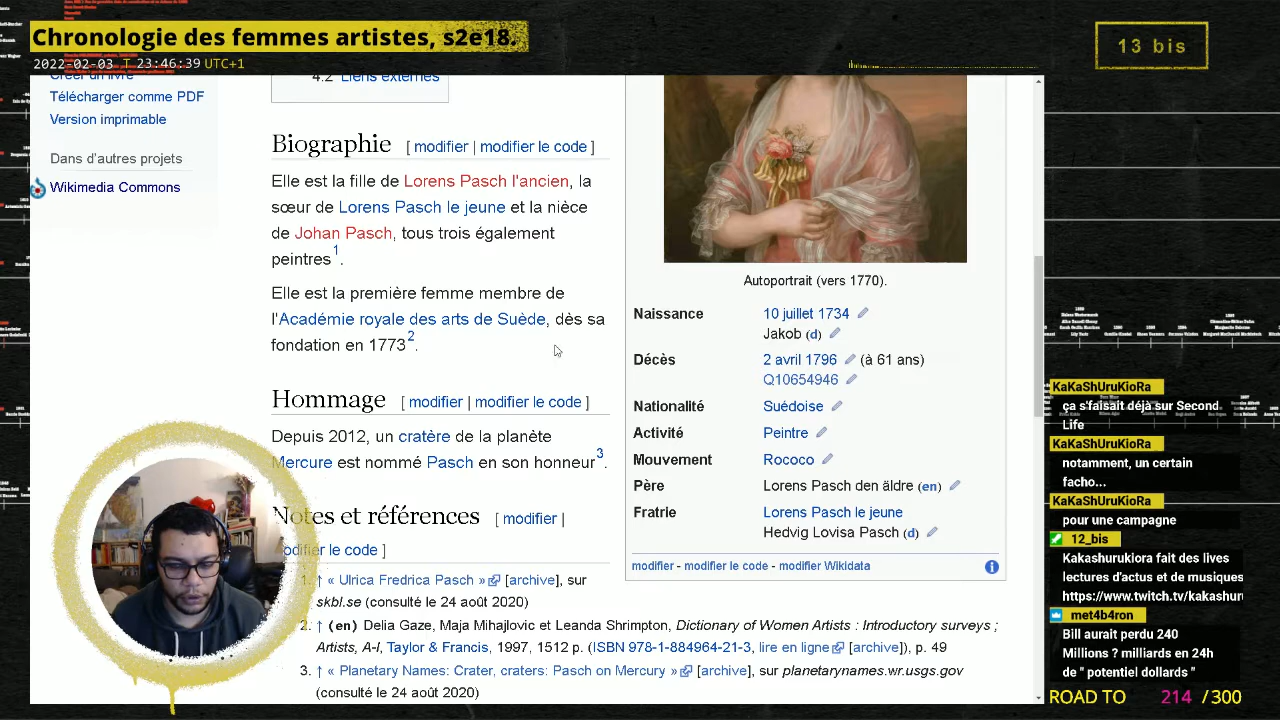 Chronologie des femmes artistes, s2e18.
2022-02-03 T 23:46:39 UTC+1
13 bis
Créer un livre
Télécharger comme PDF
Version imprimable
Dans d'autres projets
Wikimedia Commons
4.2 Liens externes
Biographie [ modifier | modifier le code ]
Elle est la fille de Lorens Pasch l'ancien, la
sœur de Lorens Pasch le jeune et la nièce
de Johan Pasch, tous trois également
peintres 1.
Elle est la première femme membre de
l'Académie royale des arts de Suède, dès sa
fondation en 1773 2.
Hommage [ modifier | modifier le code ]
Depuis 2012, un cratère de la planète
Mercure est nommé Pasch en son honneur 3.
Notes et références [ modifier |
modifier le code ]
1. ↑ « Ulrica Fredrica Pasch » [archive], sur
skbl.se (consulté le 24 août 2020)
2. ↑ (en) Delia Gaze, Maja Mihajlovic et Leanda Shrimpton, Dictionary of Women Artists : Introductory surveys ;
Artists, A-I, Taylor & Francis, 1997, 1512 p. (ISBN 978-1-884964-21-3, lire en ligne [archive]), p. 49
3. ↑ « Planetary Names: Crater, craters: Pasch on Mercury » [archive], sur planetarynames.wr.usgs.gov
(consulté le 24 août 2020)
Autoportrait (vers 1770).
Naissance 10 juillet 1734
Jakob (d)
Décès 2 avril 1796 (à 61 ans)
Q10654946
Nationalité Suédoise
Activité Peintre
Mouvement Rococo
Père Lorens Pasch den äldre (en)
Fratrie Lorens Pasch le jeune
Hedvig Lovisa Pasch (d)
modifier - modifier le code - modifier Wikidata
KaKaShUruKioRa
ça s'faisait déjà sur Second
Life
KaKaShUruKioRa
notamment, un certain
facho...
KaKaShUruKioRa
pour une campagne
12_bis
Kakashurukiora fait des lives
lectures d'actus et de musiques
https://www.twitch.tv/kakashur
met4b4ron
Bill aurait perdu 240
Millions ? milliards en 24h
de " potentiel dollards "
ROAD TO 214 / 300